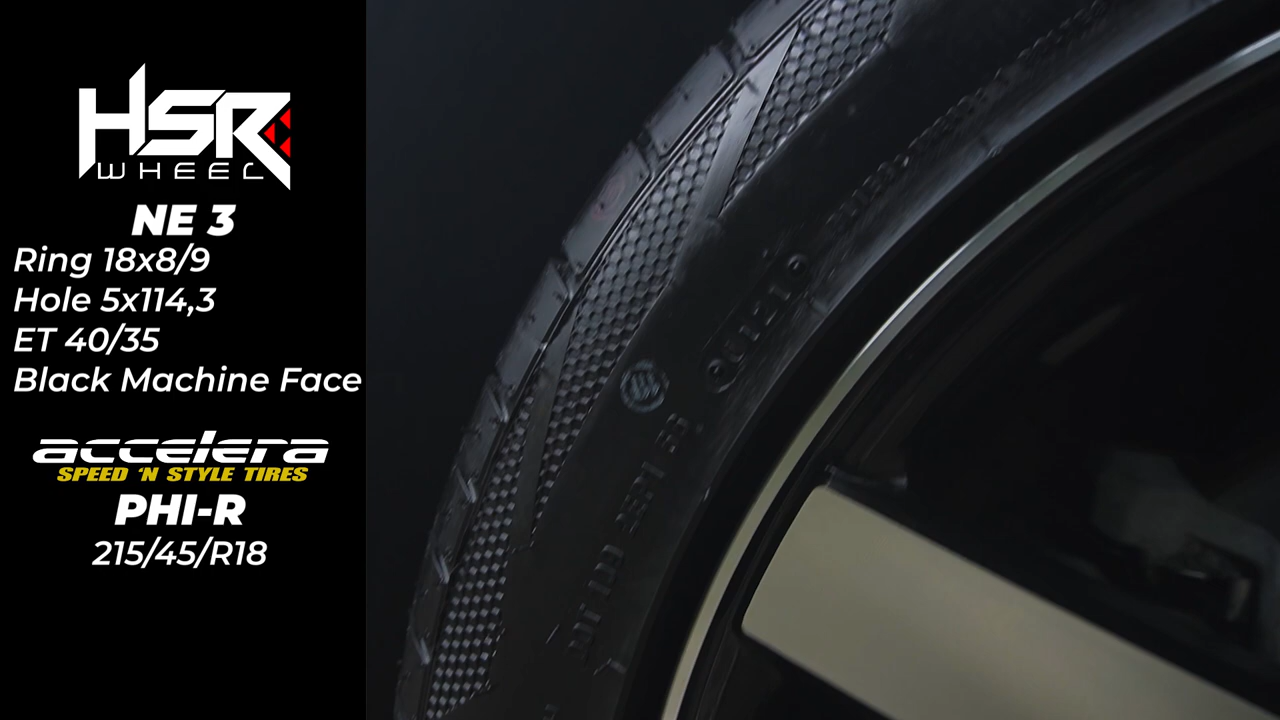 HSR
WHEEL
NE 3
Ring 18x8/9
Hole 5x114,3
ET 40/35
Black Machine Face
accelera
SPEED 'N STYLE TIRES
PHI-R
215/45/R18